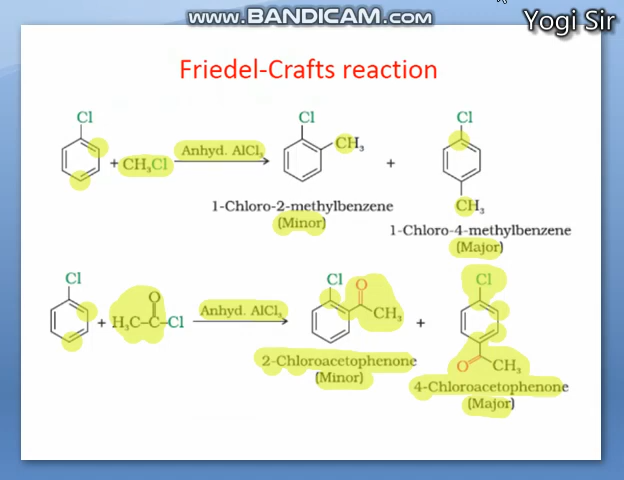 www.BANDICAM.com
Yogi Sir
Friedel-Crafts reaction
Cl Cl Cl
+ CH₃Cl Anhyd. AlCl₃ CH₃ +
CH₃
1-Chloro-2-methylbenzene
(Minor)
1-Chloro-4-methylbenzene
(Major)
Cl Cl O Cl
O
+ H₃C–C–Cl Anhyd. AlCl₃ CH₃ +
O CH₃
2-Chloroacetophenone
(Minor)
4-Chloroacetophenone
(Major)